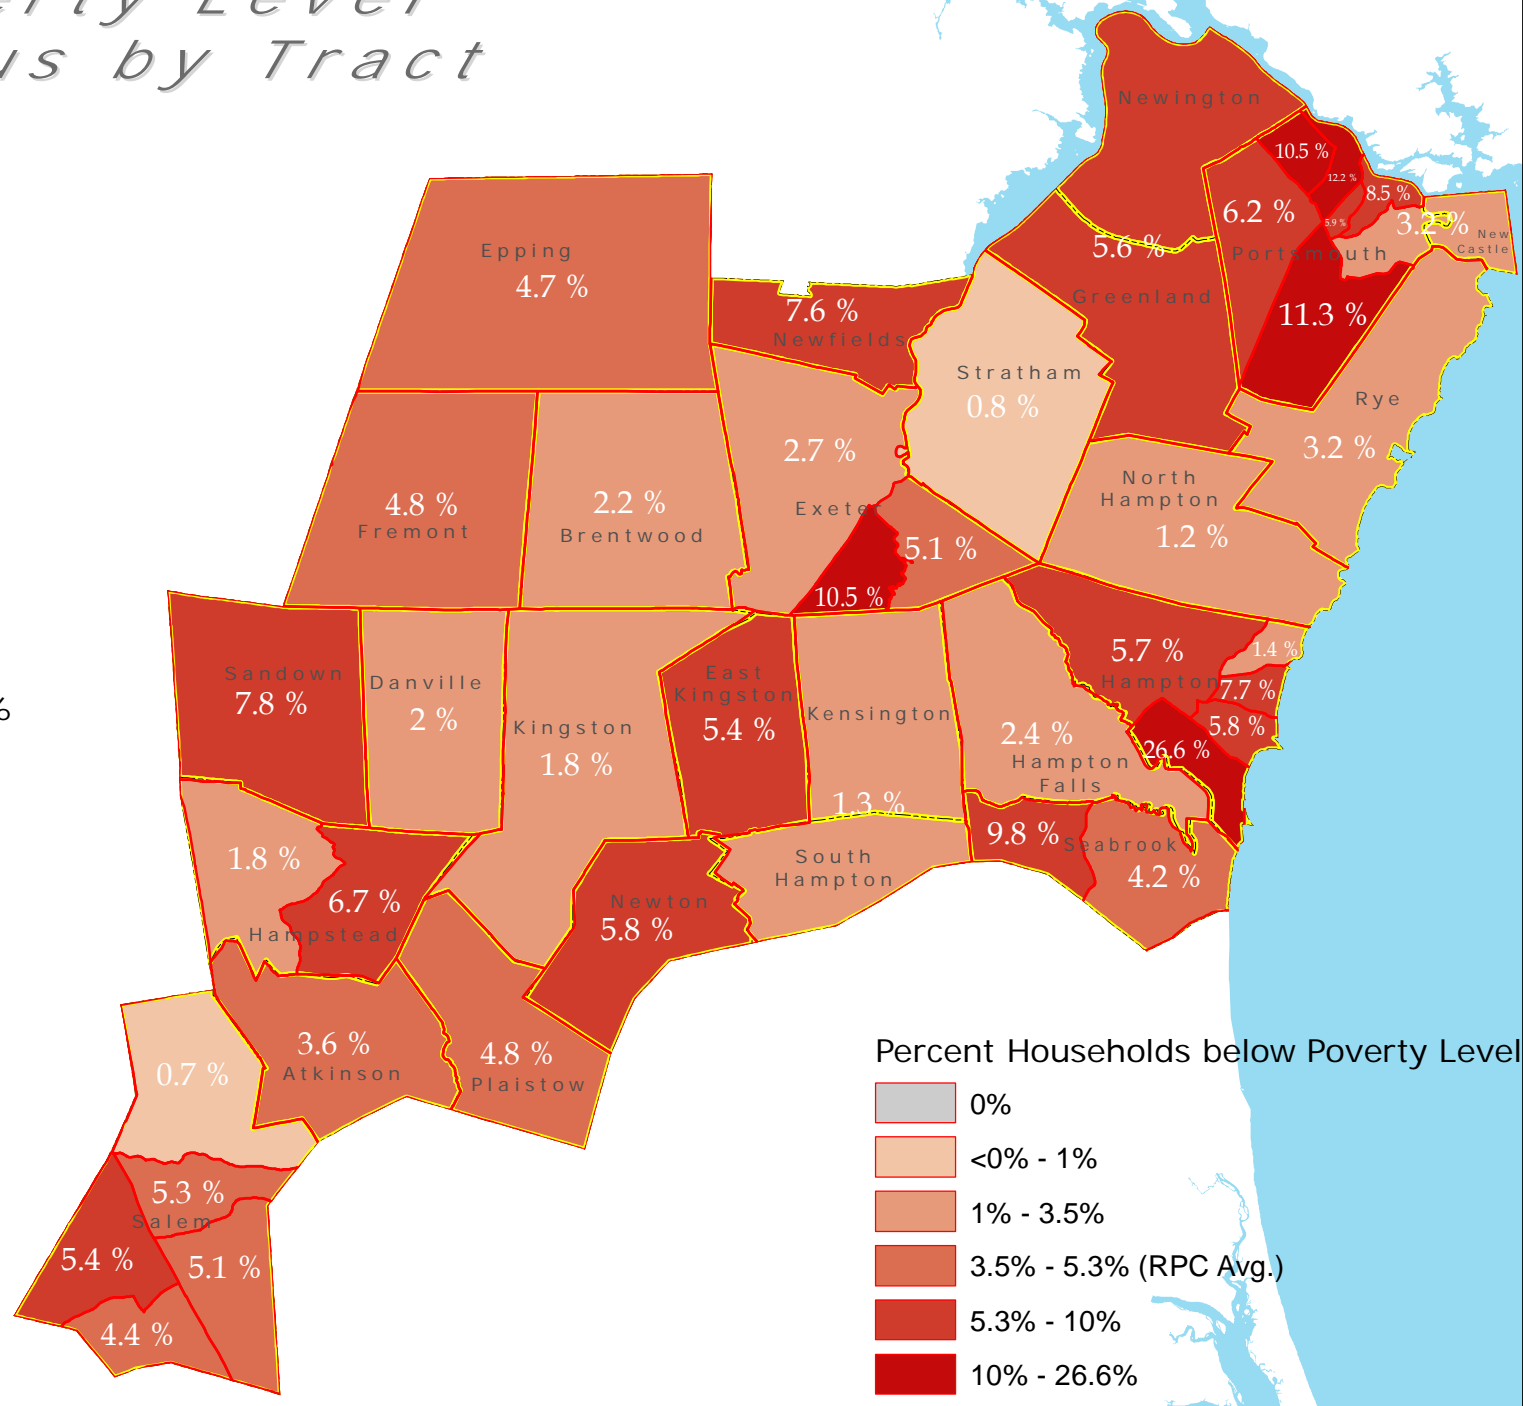 erty Level
us by Tract
%
Newington
10.5 %
12.2 %
8.5 %
6.2 %
5.9 %
3.2 %
New
Castle
Portsmouth
5.6 %
Greenland
11.3 %
Epping
4.7 %
7.6 %
Newfields
Stratham
0.8 %
Rye
3.2 %
2.7 %
Exeter
North
Hampton
1.2 %
4.8 %
Fremont
2.2 %
Brentwood
5.1 %
10.5 %
5.7 %
Hampton
1.4 %
7.7 %
5.8 %
26.6 %
Sandown
7.8 %
Danville
2 %
Kingston
1.8 %
East
Kingston
5.4 %
Kensington
1.3 %
2.4 %
Hampton
Falls
9.8 %
Seabrook
4.2 %
1.8 %
6.7 %
Hampstead
Newton
5.8 %
South
Hampton
0.7 %
3.6 %
Atkinson
4.8 %
Plaistow
5.3 %
Salem
5.4 %
5.1 %
4.4 %
Percent Households below Poverty Level
0%
<0% - 1%
1% - 3.5%
3.5% - 5.3% (RPC Avg.)
5.3% - 10%
10% - 26.6%